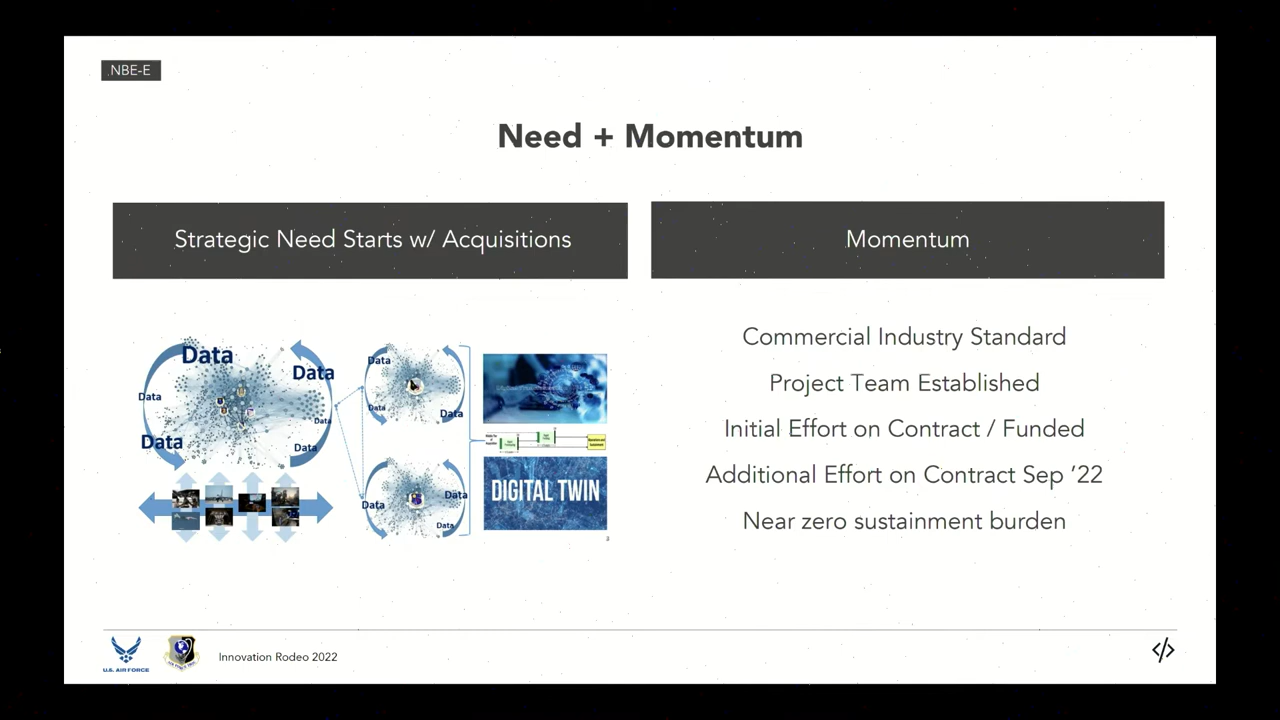 NBE-E
Need + Momentum
Strategic Need Starts w/ Acquisitions
Momentum
Data
Data
Data
Data
Data
Data
Data
Data
Data
Data
Data
Data
DIGITAL TWIN
Commercial Industry Standard
Project Team Established
Initial Effort on Contract / Funded
Additional Effort on Contract Sep ’22
Near zero sustainment burden
U.S. AIR FORCE
Innovation Rodeo 2022
</>